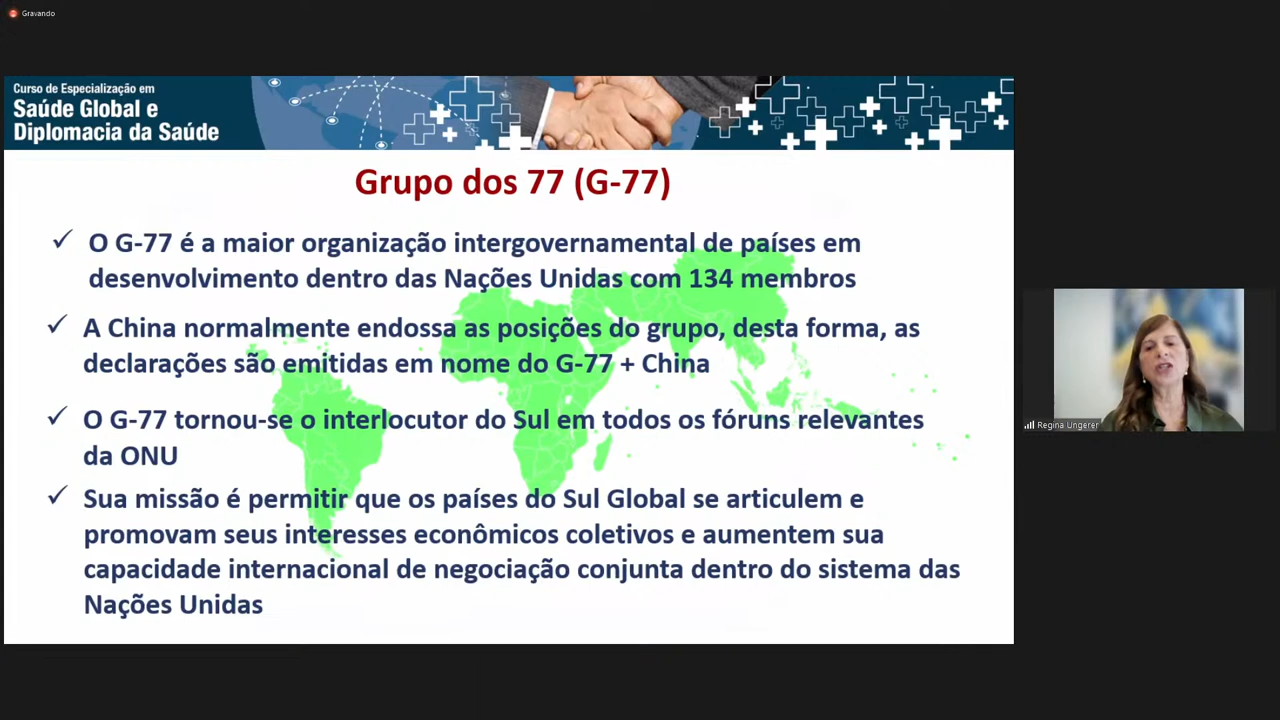 Gravando
Curso de Especialização em
Saúde Global e
Diplomacia da Saúde
Grupo dos 77 (G-77)
✓ O G-77 é a maior organização intergovernamental de países em
desenvolvimento dentro das Nações Unidas com 134 membros
✓ A China normalmente endossa as posições do grupo, desta forma, as
declarações são emitidas em nome do G-77 + China
✓ O G-77 tornou-se o interlocutor do Sul em todos os fóruns relevantes
da ONU
✓ Sua missão é permitir que os países do Sul Global se articulem e
promovam seus interesses econômicos coletivos e aumentem sua
capacidade internacional de negociação conjunta dentro do sistema das
Nações Unidas
Regina Ungerer